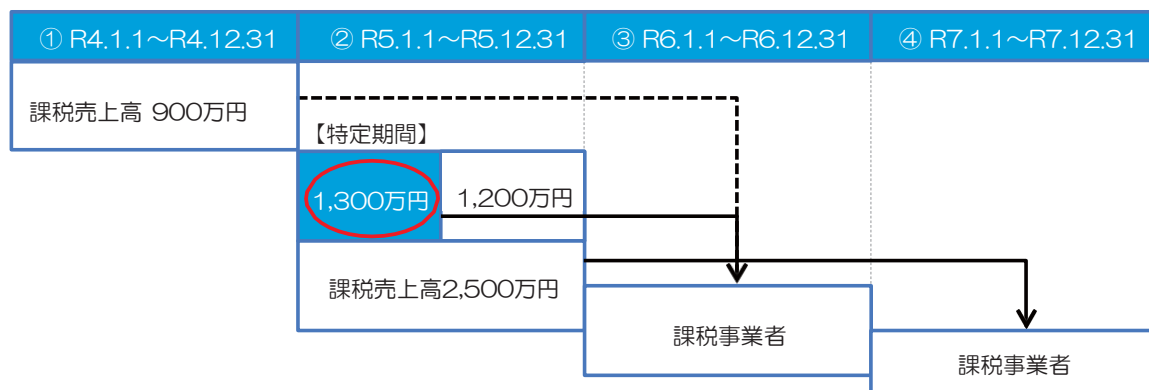 ① R4.1.1～R4.12.31
② R5.1.1～R5.12.31
③ R6.1.1～R6.12.31
④ R7.1.1～R7.12.31
課税売上高 900万円
【特定期間】
1,300万円
1,200万円
課税売上高2,500万円
課税事業者
課税事業者